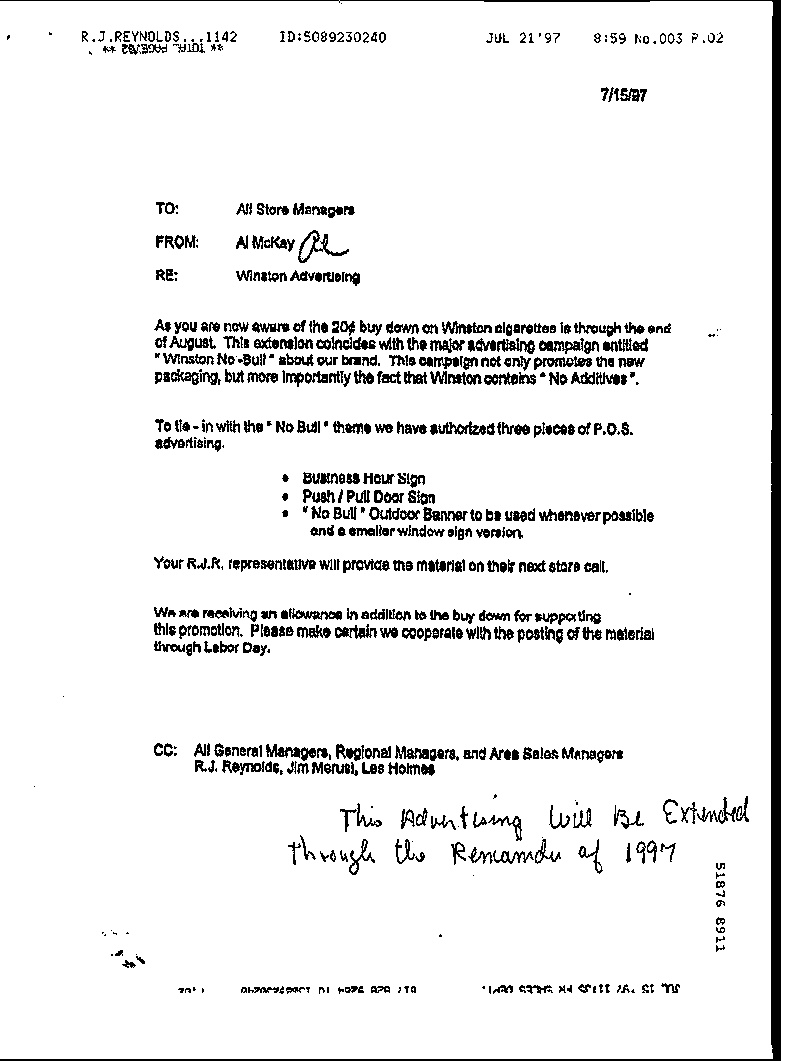 R.J.REYNOLDS...1142 ID:5089230240 JUL 21'97 8:59 No.003 P.02
** TOTAL PAGE/02 **
7/15/97
TO: All Store Managers
FROM: Al McKay
RE: Winston Advertising
As you are now aware of the 20¢ buy down on Winston cigarettes is through the end
of August. This extension coincides with the major advertising campaign entitled
" Winston No -Bull " about our brand. This campaign not only promotes the new
packaging, but more importantly the fact that Winston contains " No Additives ".
To tie - in with the " No Bull " theme we have authorized three pieces of P.O.S.
advertising.
• Business Hour Sign
• Push / Pull Door Sign
• " No Bull " Outdoor Banner to be used whenever possible
and a smaller window sign version.
Your R.J.R. representative will provide the material on their next store call.
We are receiving an allowance in addition to the buy down for supporting
this promotion. Please make certain we cooperate with the posting of the material
through Labor Day.
CC: All General Managers, Regional Managers, and Area Sales Managers
R.J. Reynolds, Jim Merusi, Les Holmes
This Advertising Will Be Extended
through the Remainder of 1997
51876 8911